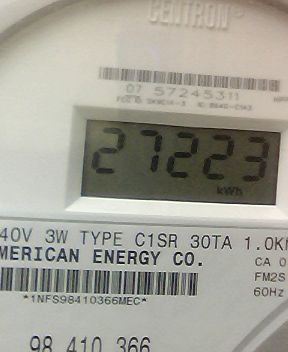 CENTRON
07 57245311
27223
kWh
40V 3W TYPE C1SR 30TA 1.0K
MERICAN ENERGY CO.
CA 0
FM2S
60Hz
*1NFS98410366MEC*
98 410 366